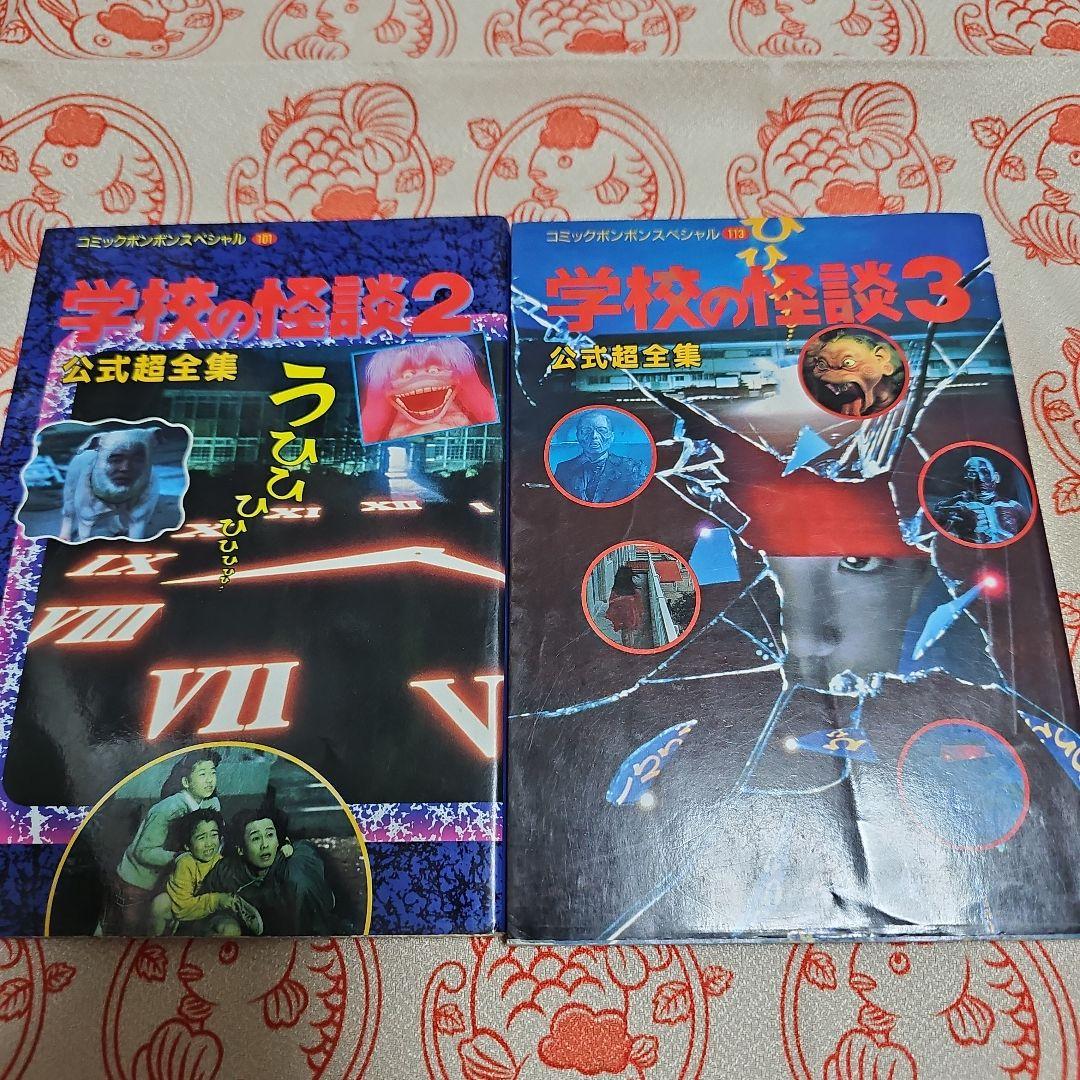 コミックボンボンスペシャル 101
学校の怪談2
公式超全集
うひひひひひひひ…
IX
X
XI
XII
I
VIII
VII
V
コミックボンボンスペシャル 113
学校の怪談3
公式超全集
ひひ